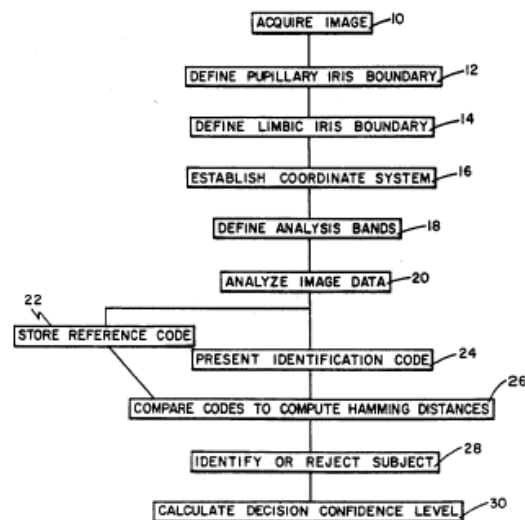 ACQUIRE IMAGE 10
DEFINE PUPILLARY IRIS BOUNDARY 12
DEFINE LIMBIC IRIS BOUNDARY 14
ESTABLISH COORDINATE SYSTEM 16
DEFINE ANALYSIS BANDS 18
ANALYZE IMAGE DATA 20
22
STORE REFERENCE CODE
PRESENT IDENTIFICATION CODE 24
COMPARE CODES TO COMPUTE HAMMING DISTANCES 26
IDENTIFY OR REJECT SUBJECT 28
CALCULATE DECISION CONFIDENCE LEVEL 30